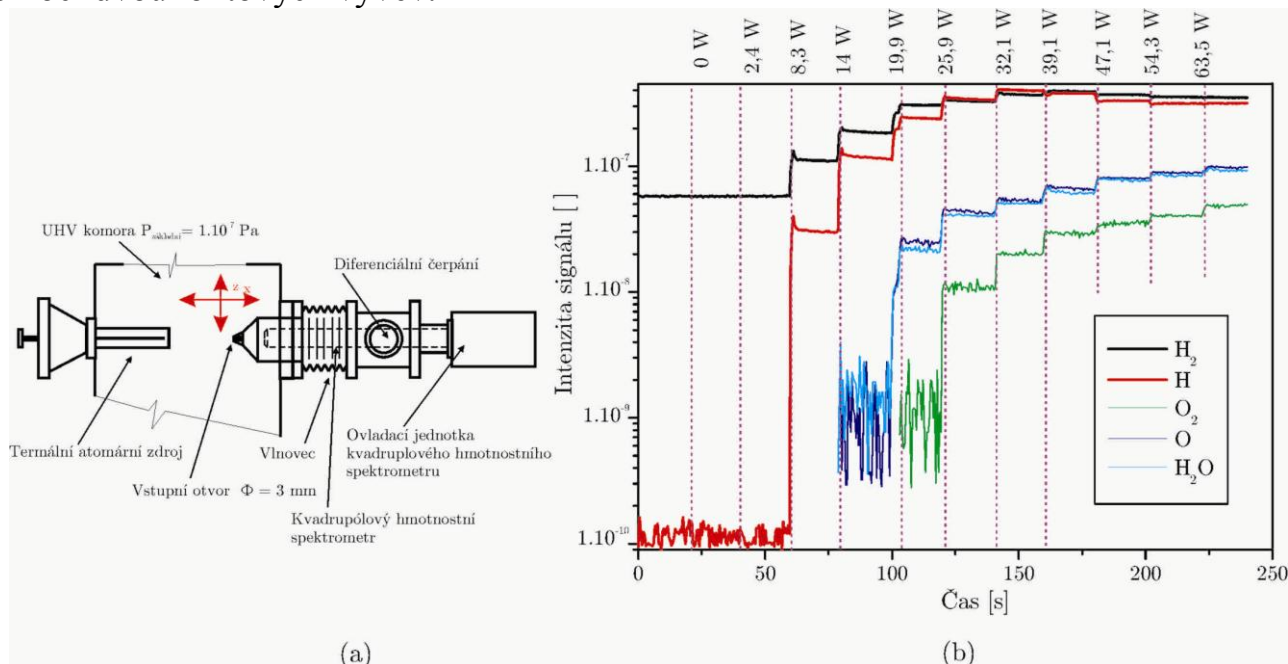 UHV komora P základní = 1.10⁷ Pa
z
x
Diferenciální čerpání
Termální atomární zdroj
Vlnovec
Vstupní otvor Φ = 3 mm
Ovladací jednotka
kvadruplového hmotnostního
spektrometru
Kvadrupólový hmotnostní
spektrometr
(a)
0 W
2,4 W
8,3 W
14 W
19,9 W
25,9 W
32,1 W
39,1 W
47,1 W
54,3 W
63,5 W
Intenzita signálu [ ]
1.10⁻⁷
1.10⁻⁸
1.10⁻⁹
1.10⁻¹⁰
0
50
100
150
200
250
Čas [s]
H₂
H
O₂
O
H₂O
(b)